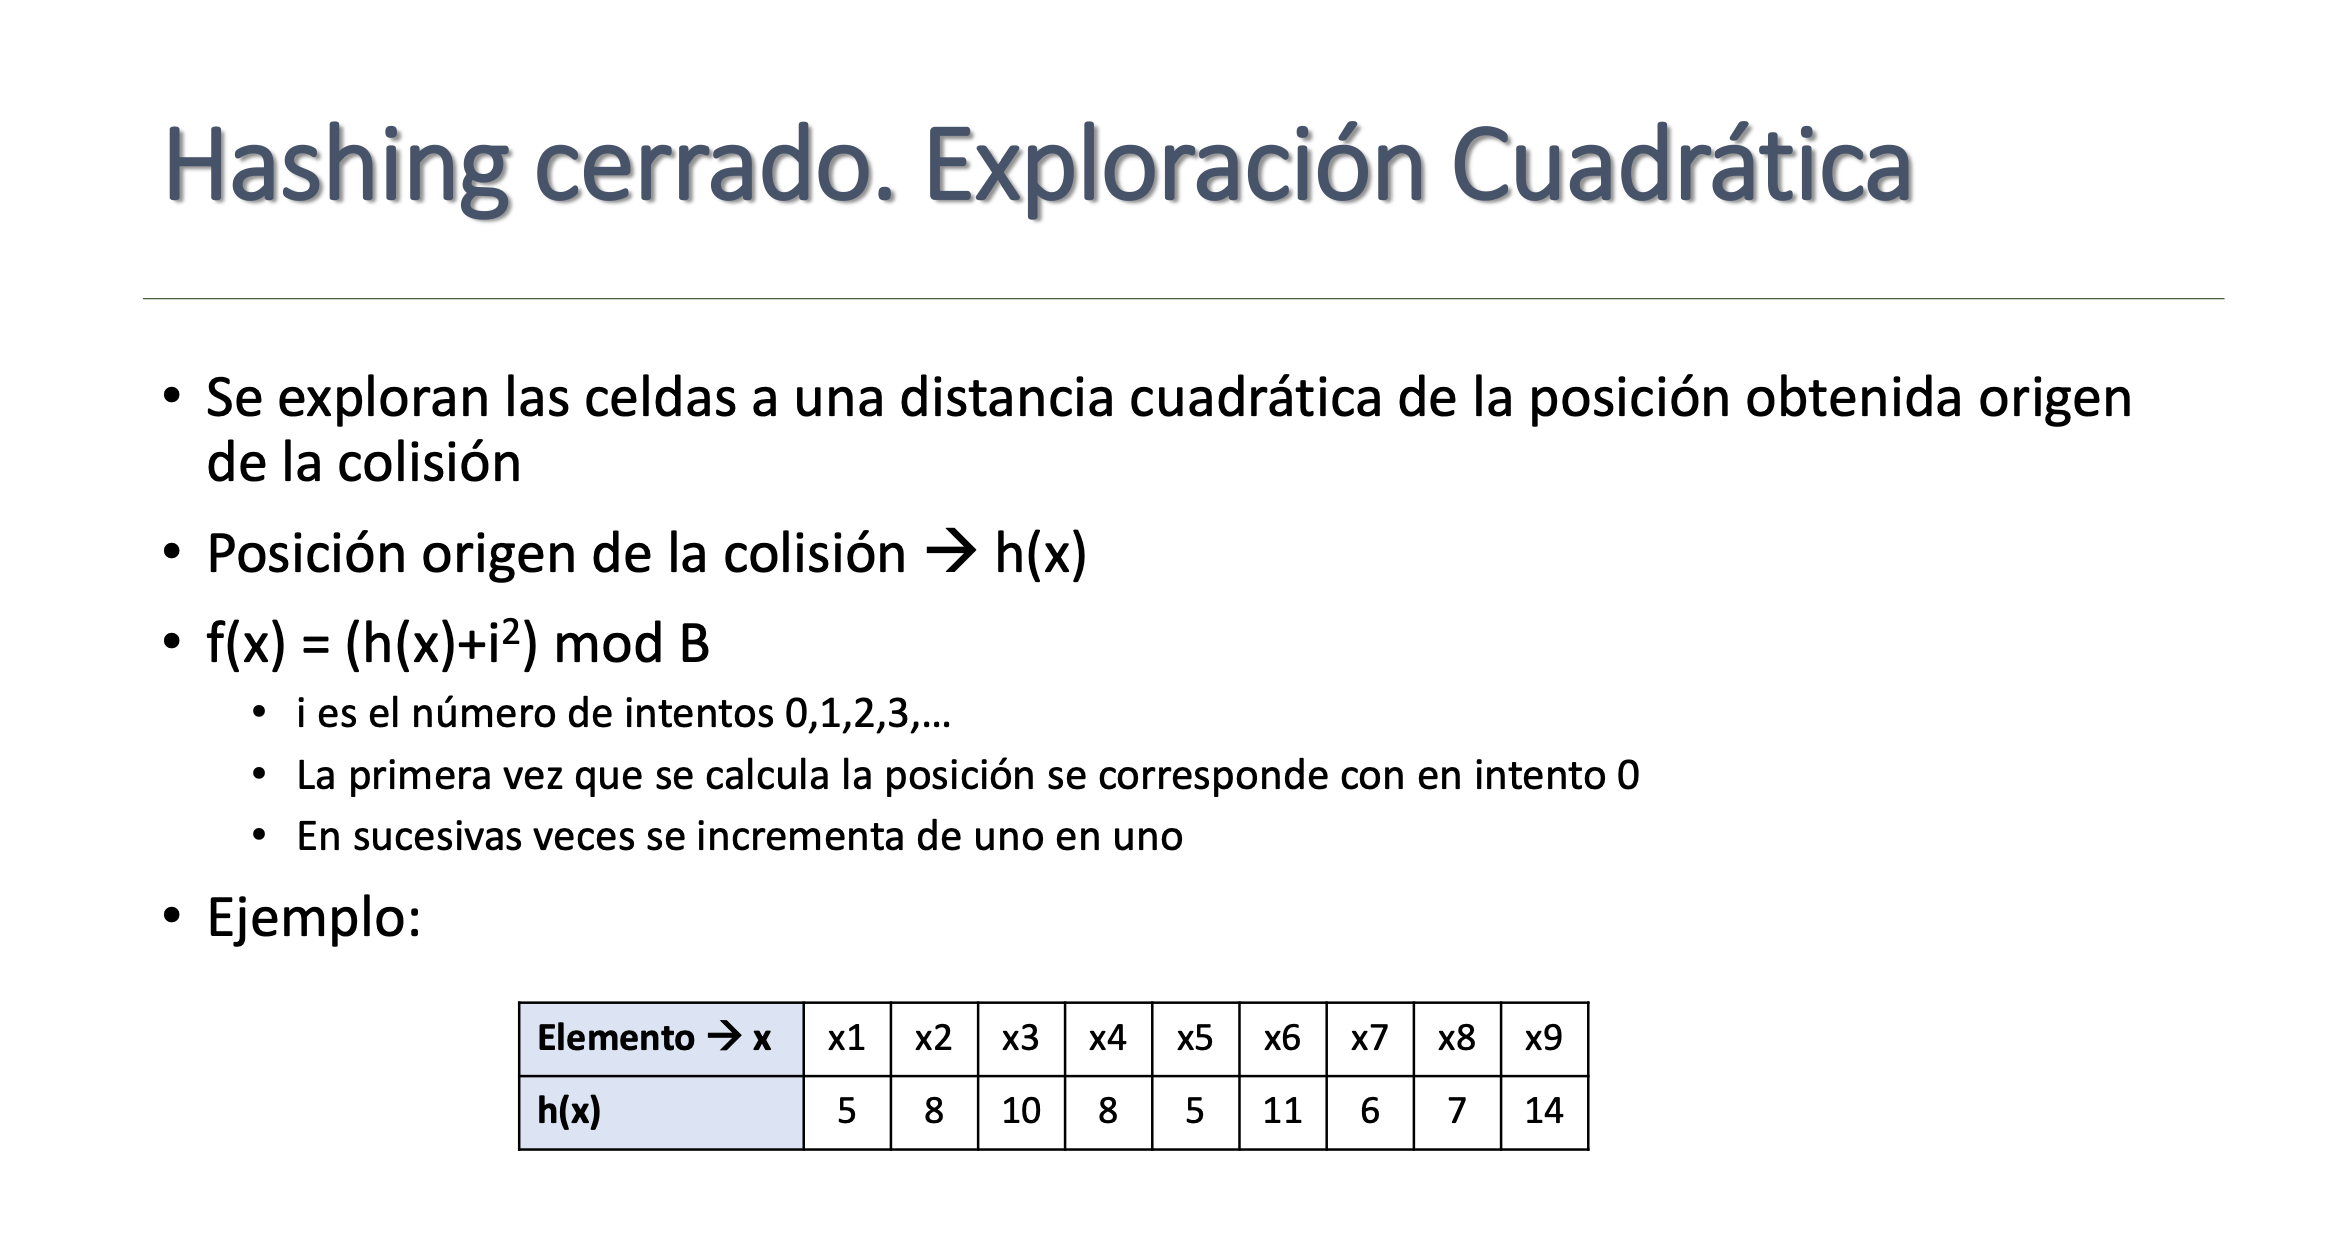 Hashing cerrado. Exploración Cuadrática
• Se exploran las celdas a una distancia cuadrática de la posición obtenida origen
de la colisión
• Posición origen de la colisión → h(x)
• f(x) = (h(x)+i²) mod B
• i es el número de intentos 0,1,2,3,…
• La primera vez que se calcula la posición se corresponde con en intento 0
• En sucesivas veces se incrementa de uno en uno
• Ejemplo:
Elemento → x x1 x2 x3 x4 x5 x6 x7 x8 x9
h(x) 5 8 10 8 5 11 6 7 14